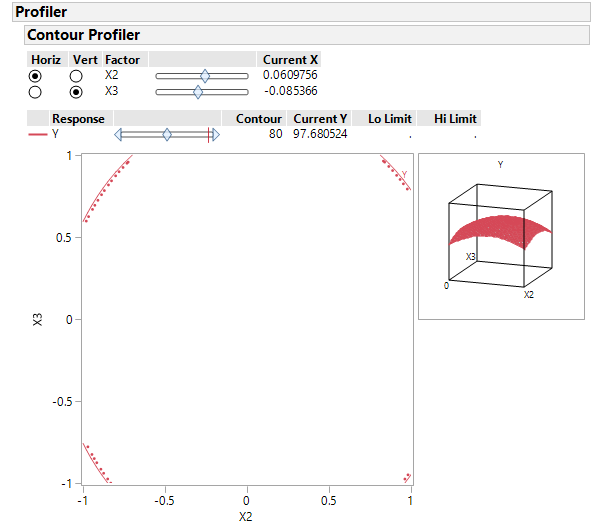 Profiler
Contour Profiler
Horiz Vert Factor Current X
X2 0.0609756
X3 -0.085366
Response Contour Current Y Lo Limit Hi Limit
Y 80 97.680524 . .
1
0.5
0
-0.5
-1
X3
Y
-1 -0.5 0 0.5 1
X2
Y
X3
0
X2